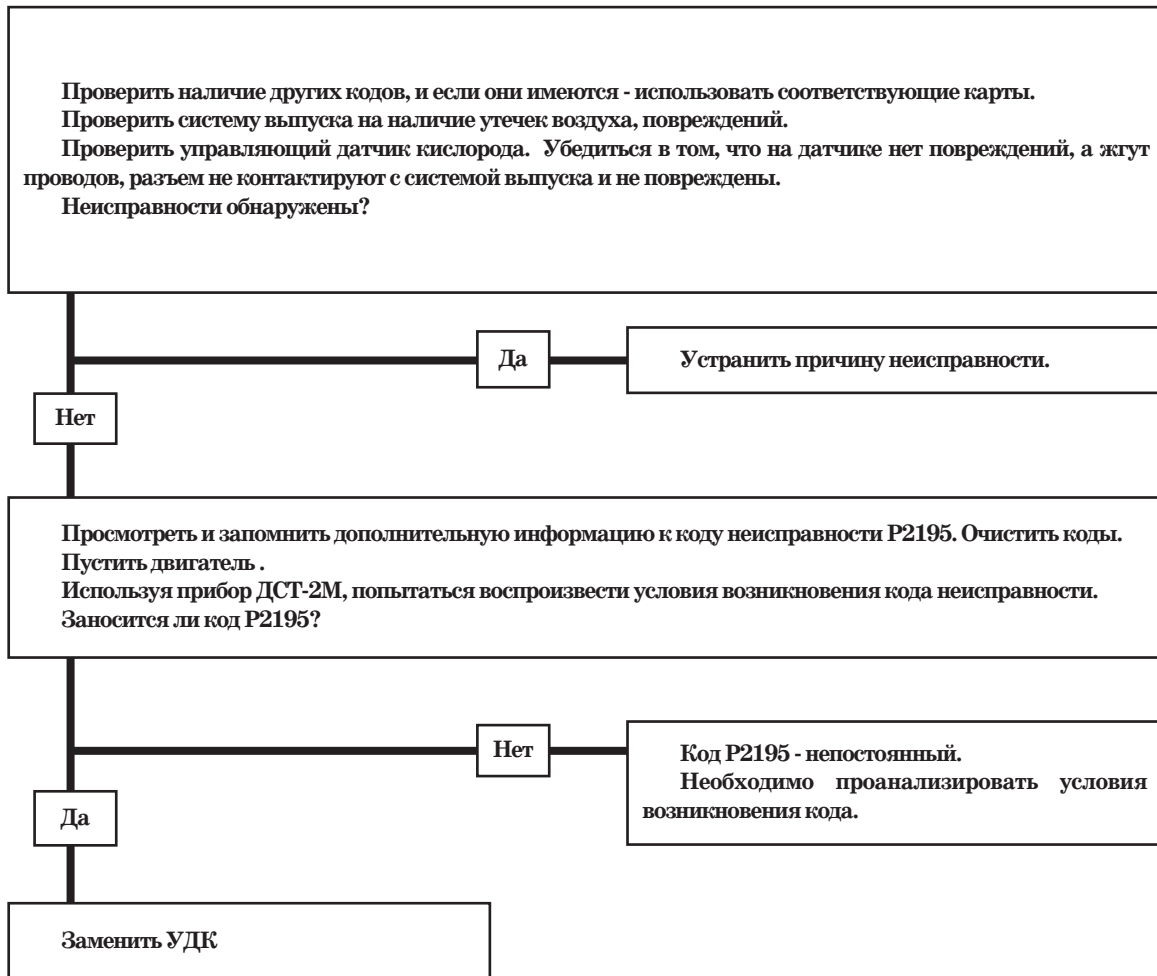 Проверить наличие других кодов, и если они имеются - использовать соответствующие карты.
Проверить систему выпуска на наличие утечек воздуха, повреждений.
Проверить управляющий датчик кислорода. Убедиться в том, что на датчике нет повреждений, а жгут
проводов, разъем не контактируют с системой выпуска и не повреждены.
Неисправности обнаружены?
Да
Устранить причину неисправности.
Нет
Просмотреть и запомнить дополнительную информацию к коду неисправности Р2195. Очистить коды.
Пустить двигатель .
Используя прибор ДСТ-2М, попытаться воспроизвести условия возникновения кода неисправности.
Заносится ли код Р2195?
Нет
Код Р2195 - непостоянный.
Необходимо проанализировать условия
возникновения кода.
Да
Заменить УДК